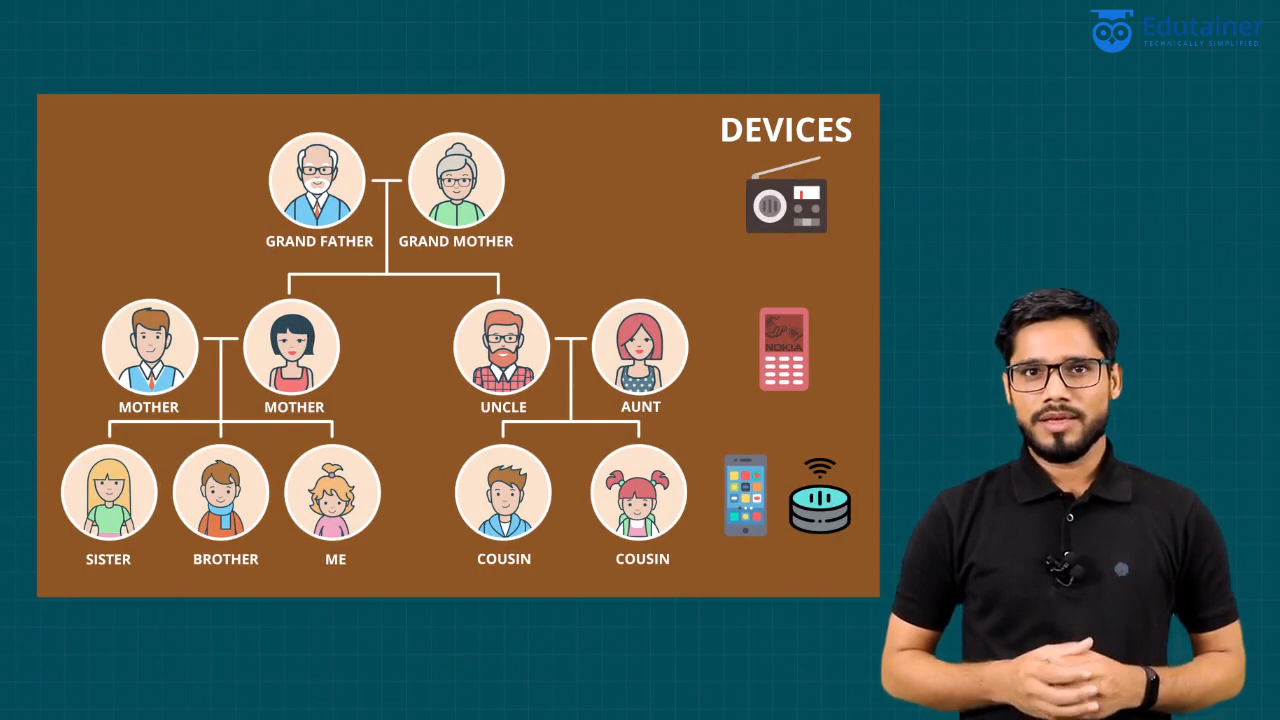 Edutainer
TECHNICALLY SIMPLIFIED
DEVICES
GRAND FATHER
GRAND MOTHER
MOTHER
MOTHER
UNCLE
AUNT
NOKIA
SISTER
BROTHER
ME
COUSIN
COUSIN